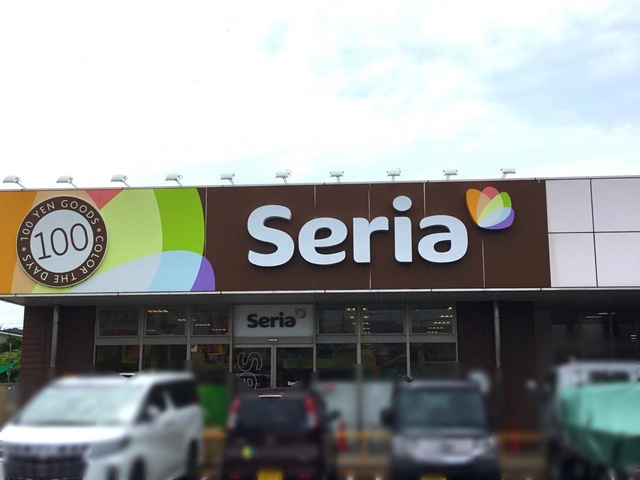 100 YEN GOODS • COLOR THE DAYS •
100
Seria
Seria